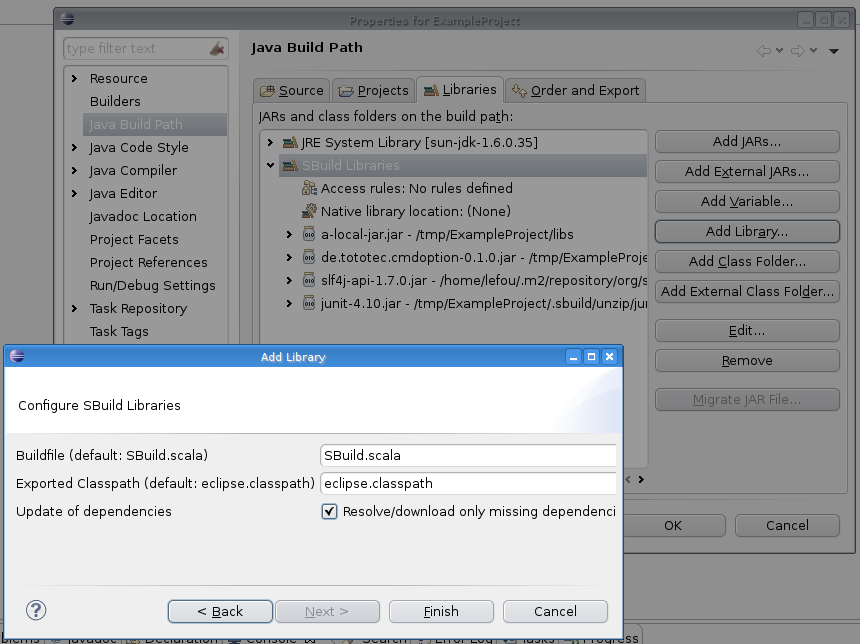 Properties for ExampleProject
type filter text
Java Build Path
Resource
Builders
Java Build Path
Java Code Style
Java Compiler
Java Editor
Javadoc Location
Project Facets
Project References
Run/Debug Settings
Task Repository
Task Tags
Source
Projects
Libraries
Order and Export
JARs and class folders on the build path:
JRE System Library [sun-jdk-1.6.0.35]
SBuild Libraries
Access rules: No rules defined
Native library location: (None)
a-local-jar.jar - /tmp/ExampleProject/libs
de.tototec.cmdoption-0.1.0.jar - /tmp/ExampleProje
slf4j-api-1.7.0.jar - /home/lefou/.m2/repository/org/s
junit-4.10.jar - /tmp/ExampleProject/.sbuild/unzip/jun
Add JARs...
Add External JARs...
Add Variable...
Add Library...
Add Class Folder...
Add External Class Folder...
Edit...
Remove
Migrate JAR File...
OK
Cancel
Add Library
Configure SBuild Libraries
Buildfile (default: SBuild.scala)
SBuild.scala
Exported Classpath (default: eclipse.classpath)
eclipse.classpath
Update of dependencies
Resolve/download only missing dependenci
?
< Back
Next >
Finish
Cancel
blems
Javadoc
Declaration
Console
Search
Error Log
Tasks
Progress